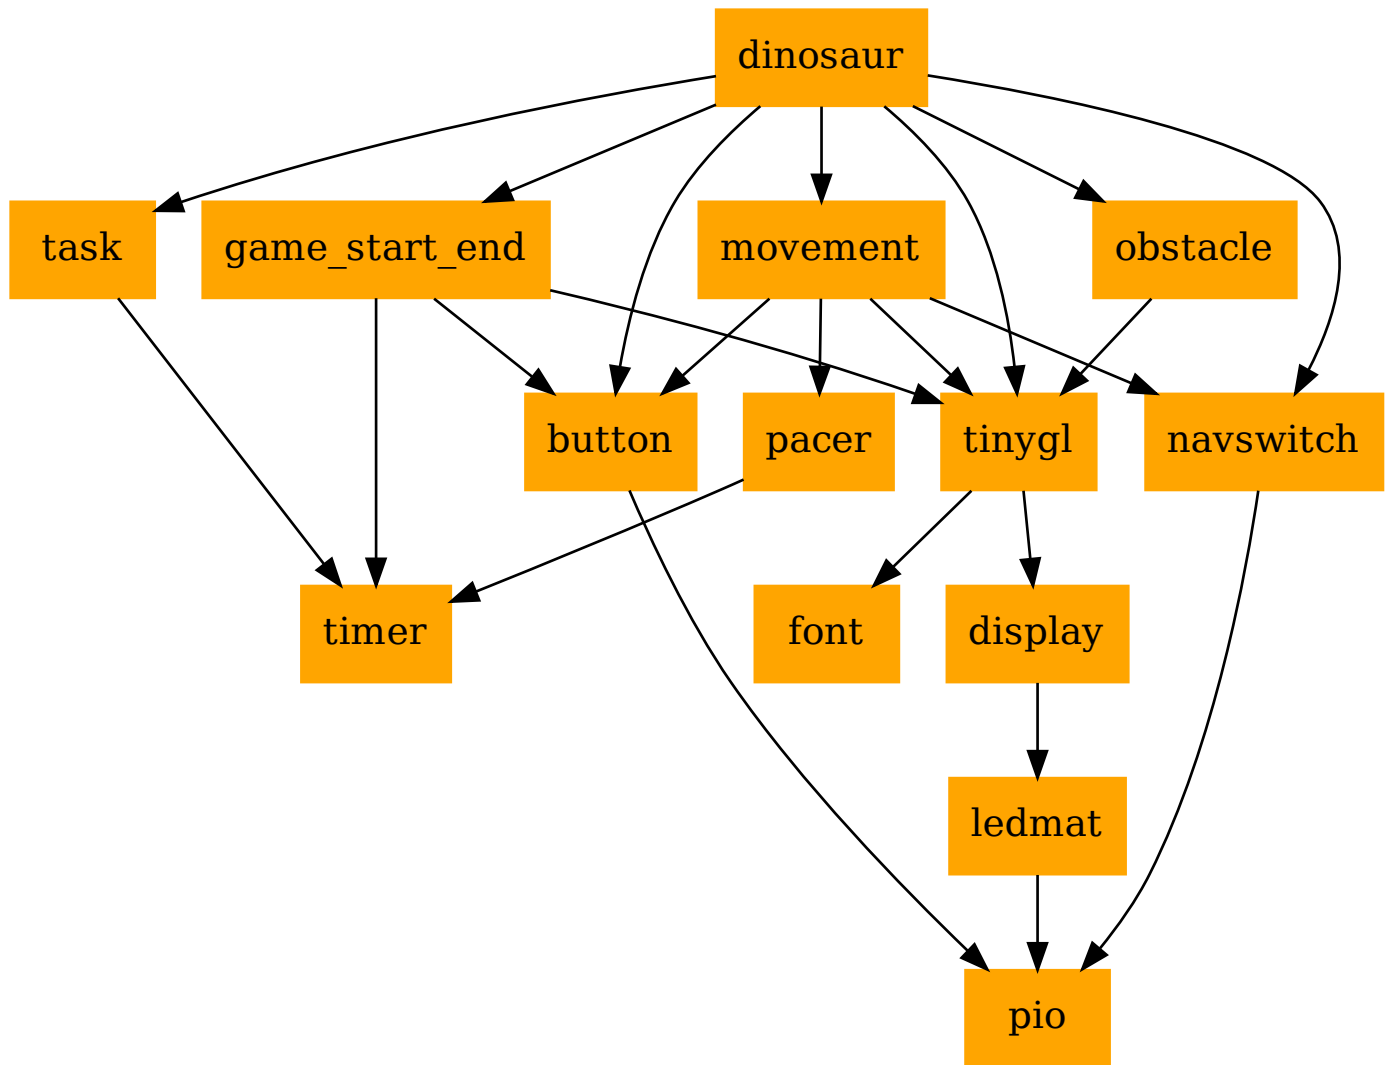 dinosaur
task
game_start_end
movement
obstacle
button
pacer
tinygl
navswitch
timer
font
display
ledmat
pio